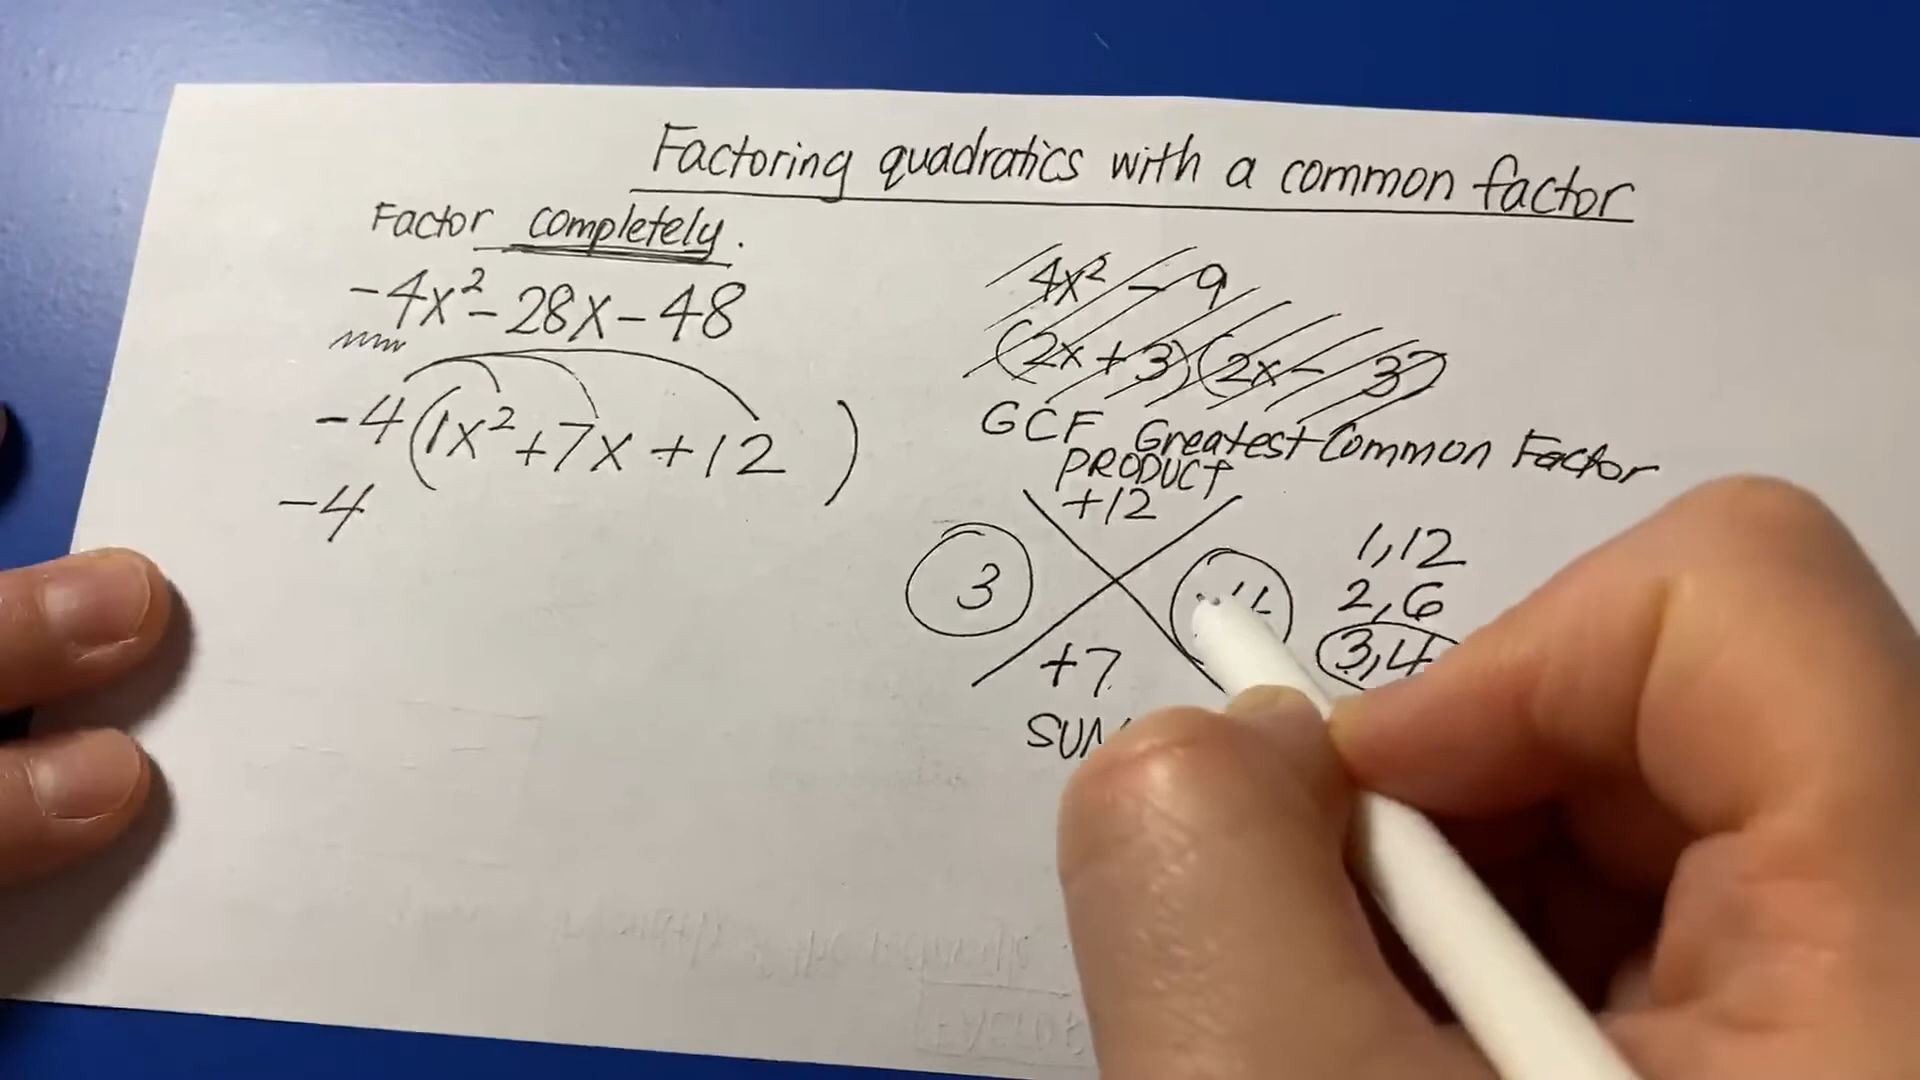 Factoring quadratics with a common factor
Factor completely.
-4x² - 28x - 48
-4(1x² + 7x + 12)
-4
4x² - 9
(2x + 3)(2x - 3)
GCF Greatest Common Factor
PRODUCT
+12
3
+7
1,12
2,6
3,4